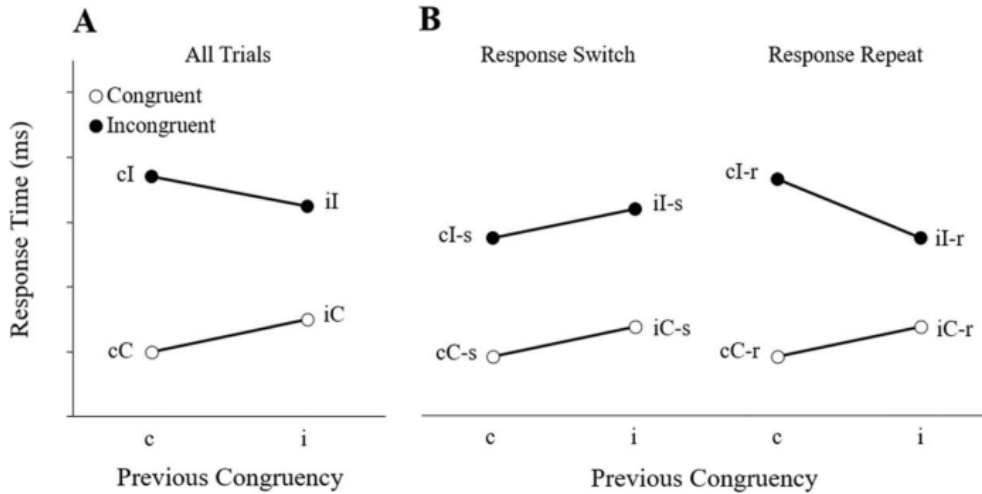 A
B
All Trials
Response Switch
Response Repeat
Congruent
Incongruent
Response Time (ms)
cI
iI
cC
iC
cI-s
iI-s
cC-s
iC-s
cI-r
iI-r
cC-r
iC-r
c
i
c
i
c
i
Previous Congruency
Previous Congruency